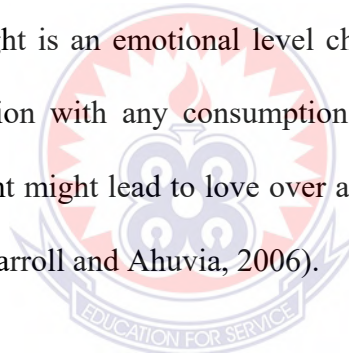 ght is an emotional level ch
ion with any consumption
nt might lead to love over a
arroll and Ahuvia, 2006).
EDUCATION FOR SERVICE